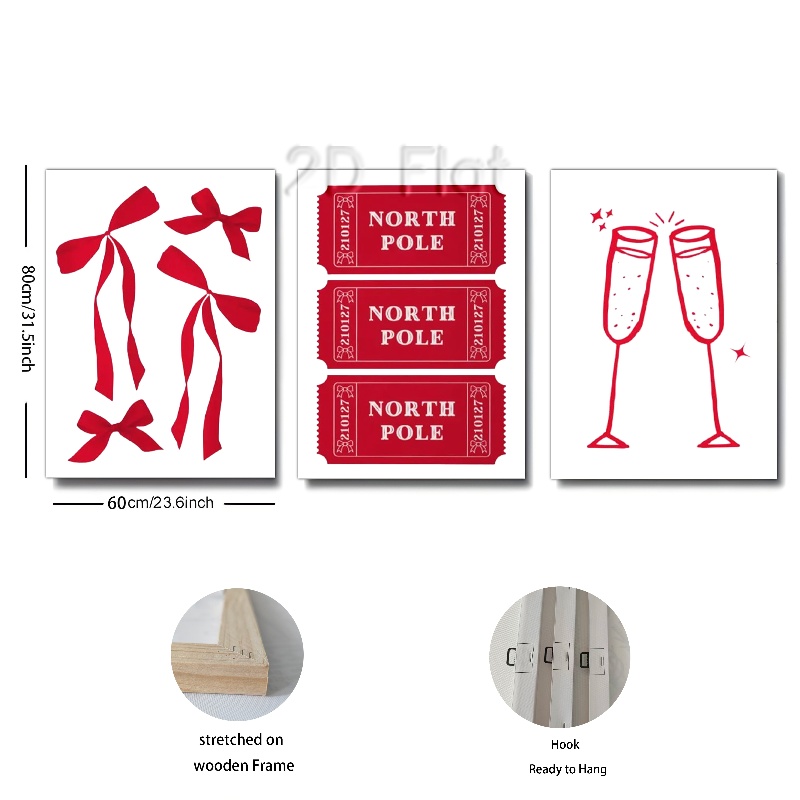 2D Flat
NORTH
POLE
210127
210127
NORTH
POLE
210127
210127
NORTH
POLE
210127
210127
80cm/31.5inch
60cm/23.6inch
stretched on
wooden Frame
Hook
Ready to Hang